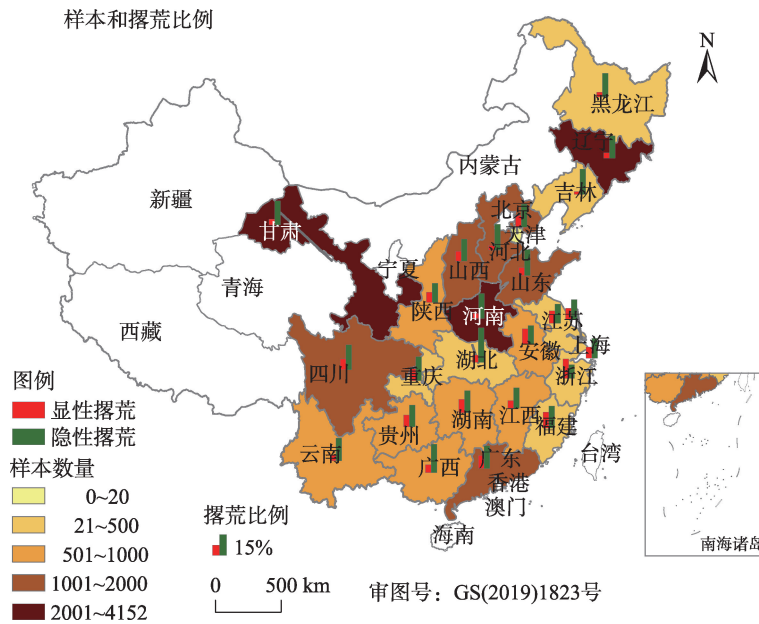 样本和撂荒比例
N
黑龙江
辽宁
内蒙古
吉林
新疆
北京
天津
甘肃
河北
宁夏
山西
山东
青海
陕西
河南
江苏
西藏
安徽
上海
湖北
四川
重庆
浙江
图例
显性撂荒
隐性撂荒
湖南
江西
贵州
福建
云南
台湾
广西
广东
香港
澳门
海南
样本数量
0~20
21~500
501~1000
1001~2000
2001~4152
撂荒比例
15%
0 500 km
审图号：GS(2019)1823号
南海诸岛